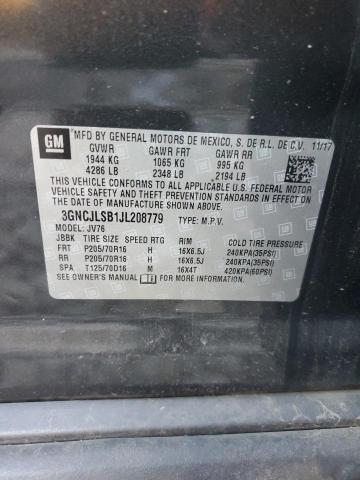 GM
MFD BY GENERAL MOTORS DE MEXICO, S. DE R.L. DE C.V. 11/17
GVWR GAWR FRT GAWR RR
1944 KG 1065 KG 995 KG
4286 LB 2348 LB 2194 LB
THIS VEHICLE CONFORMS TO ALL APPLICABLE U.S. FEDERAL MOTOR
VEHICLE SAFETY AND THEFT PREVENTION STANDARDS IN EFFECT ON
THE DATE OF MANUFACTURE SHOWN ABOVE.
3GNCJLSB1JL208779 TYPE: M.P.V.
MODEL: JV76
JBBK TIRE SIZE SPEED RTG RIM COLD TIRE PRESSURE
FRT P205/70R16 H 16X6.5J 240KPA(35PSI)
RR P205/70R16 H 16X6.5J 240KPA(35PSI)
SPA T125/70D16 M 16X4T 420KPA(60PSI)
SEE OWNER'S MANUAL FOR ADDITIONAL INFORMATION